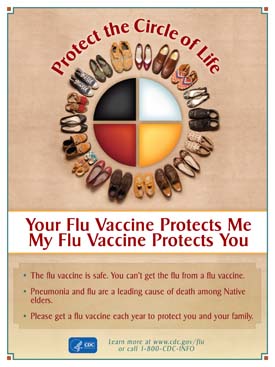 Protect the Circle of Life
Your Flu Vaccine Protects Me
My Flu Vaccine Protects You
• The flu vaccine is safe. You can't get the flu from a flu vaccine.
• Pneumonia and flu are a leading cause of death among Native
elders.
• Please get a flu vaccine each year to protect you and your family.
CDC
Learn more at www.cdc.gov/flu
or call 1-800-CDC-INFO